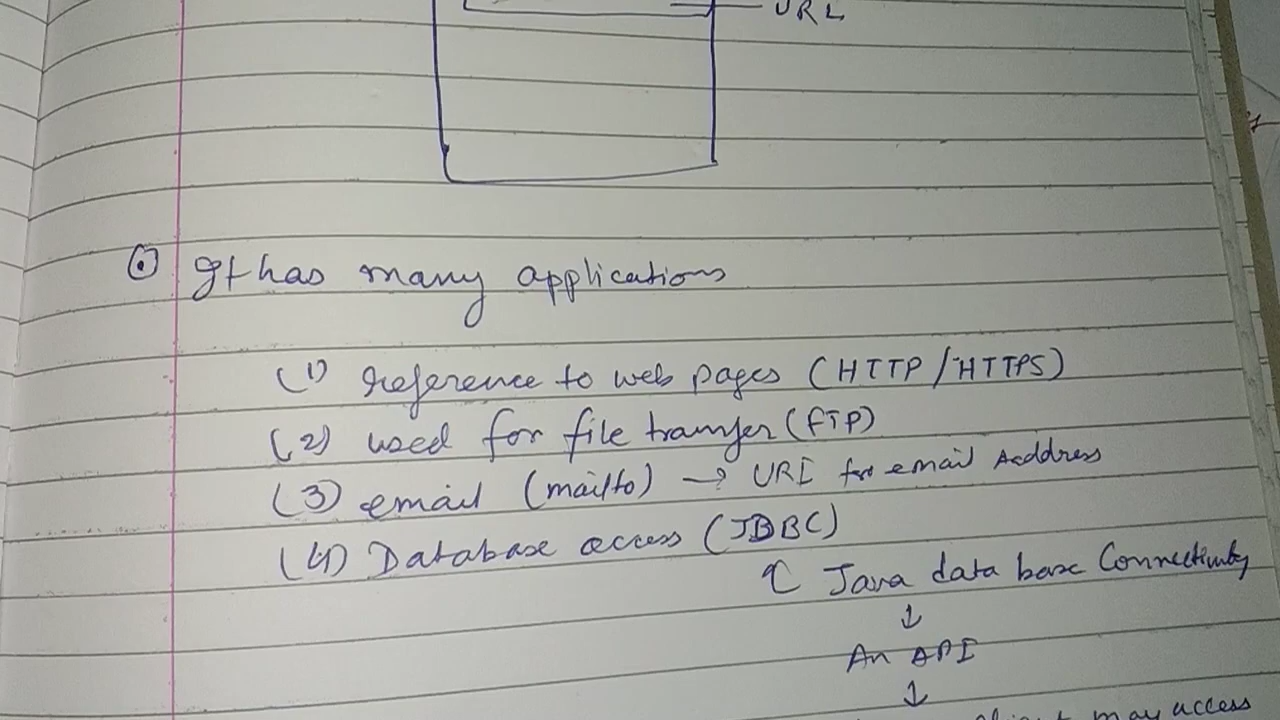 URL
It has many applications
(1) reference to web pages (HTTP/HTTPS)
(2) used for file transfer (FTP)
(3) email (mailto) → URI for email Address
(4) Database access (JDBC)
Java data base Connectivity
↓
An API
↓
may access